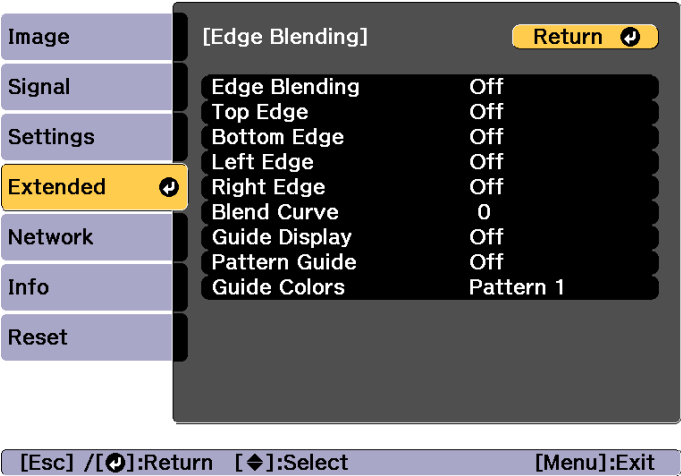 Image
Signal
Settings
Extended
Network
Info
Reset
[Edge Blending]
Return
Edge Blending Off
Top Edge Off
Bottom Edge Off
Left Edge Off
Right Edge Off
Blend Curve 0
Guide Display Off
Pattern Guide Off
Guide Colors Pattern 1
[Esc] /[⏎]:Return [◆]:Select [Menu]:Exit